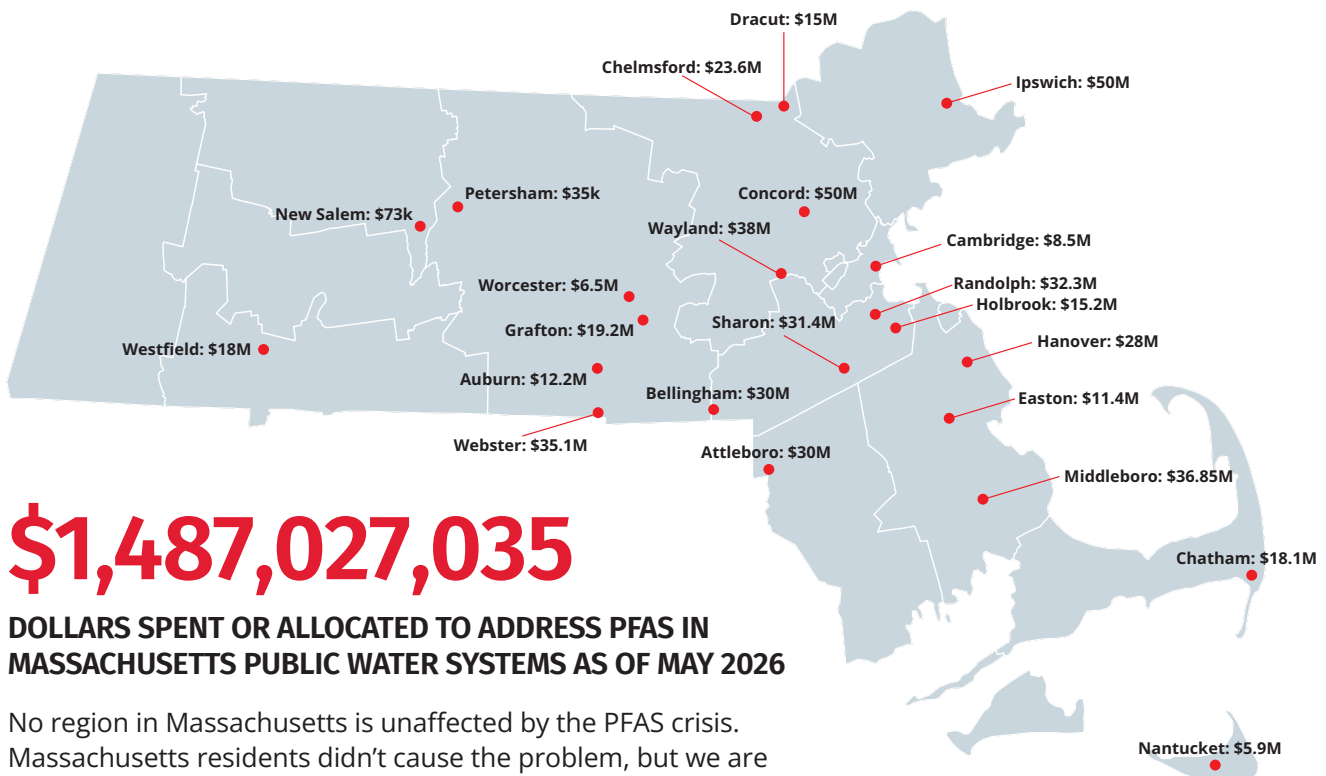 Dracut: $15M
Chelmsford: $23.6M
Ipswich: $50M
Petersham: $35k
Concord: $50M
New Salem: $73k
Wayland: $38M
Cambridge: $8.5M
Worcester: $6.5M
Randolph: $32.3M
Holbrook: $15.2M
Grafton: $19.2M
Sharon: $31.4M
Hanover: $28M
Westfield: $18M
Auburn: $12.2M
Bellingham: $30M
Easton: $11.4M
Webster: $35.1M
Attleboro: $30M
Middleboro: $36.85M
Chatham: $18.1M
Nantucket: $5.9M
$1,487,027,035
DOLLARS SPENT OR ALLOCATED TO ADDRESS PFAS IN
MASSACHUSETTS PUBLIC WATER SYSTEMS AS OF MAY 2026
No region in Massachusetts is unaffected by the PFAS crisis.
Massachusetts residents didn’t cause the problem, but we are